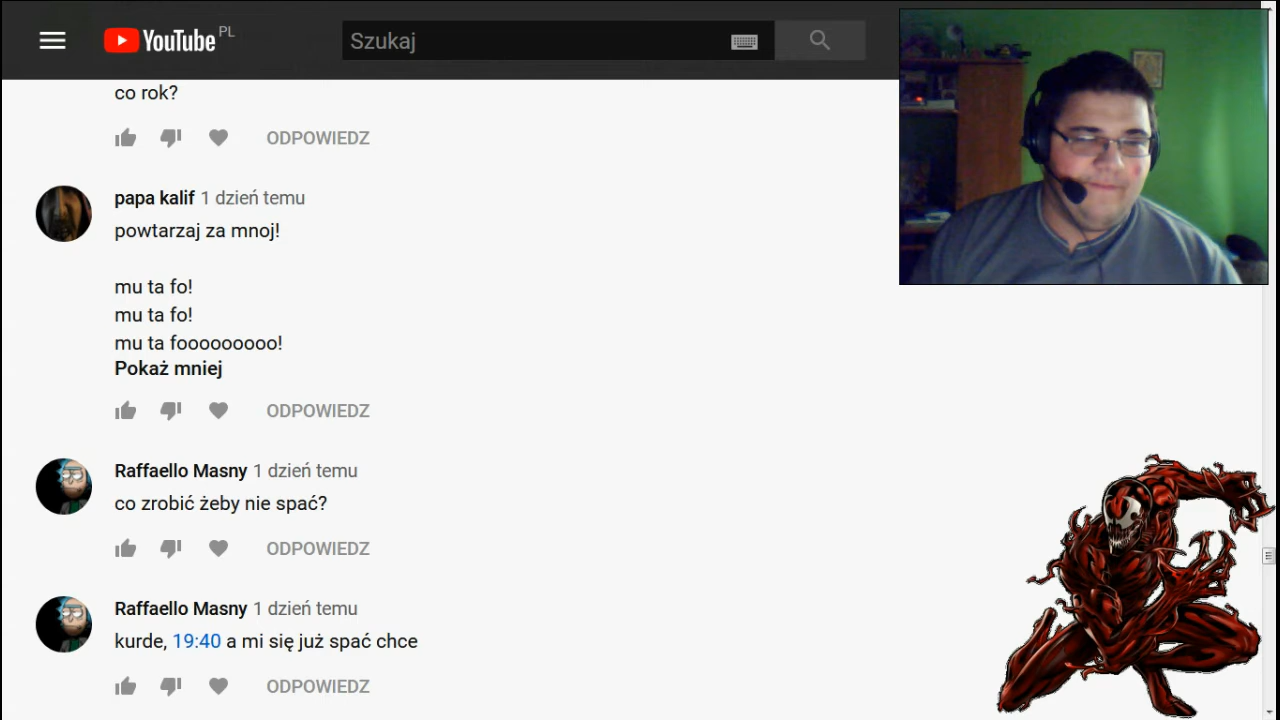 YouTube PL
Szukaj
co rok?
ODPOWIEDZ
papa kalif 1 dzień temu
powtarzaj za mnoj!
mu ta fo!
mu ta fo!
mu ta fooooooooo!
Pokaż mniej
ODPOWIEDZ
Raffaello Masny 1 dzień temu
co zrobić żeby nie spać?
ODPOWIEDZ
Raffaello Masny 1 dzień temu
kurde, 19:40 a mi się już spać chce
ODPOWIEDZ